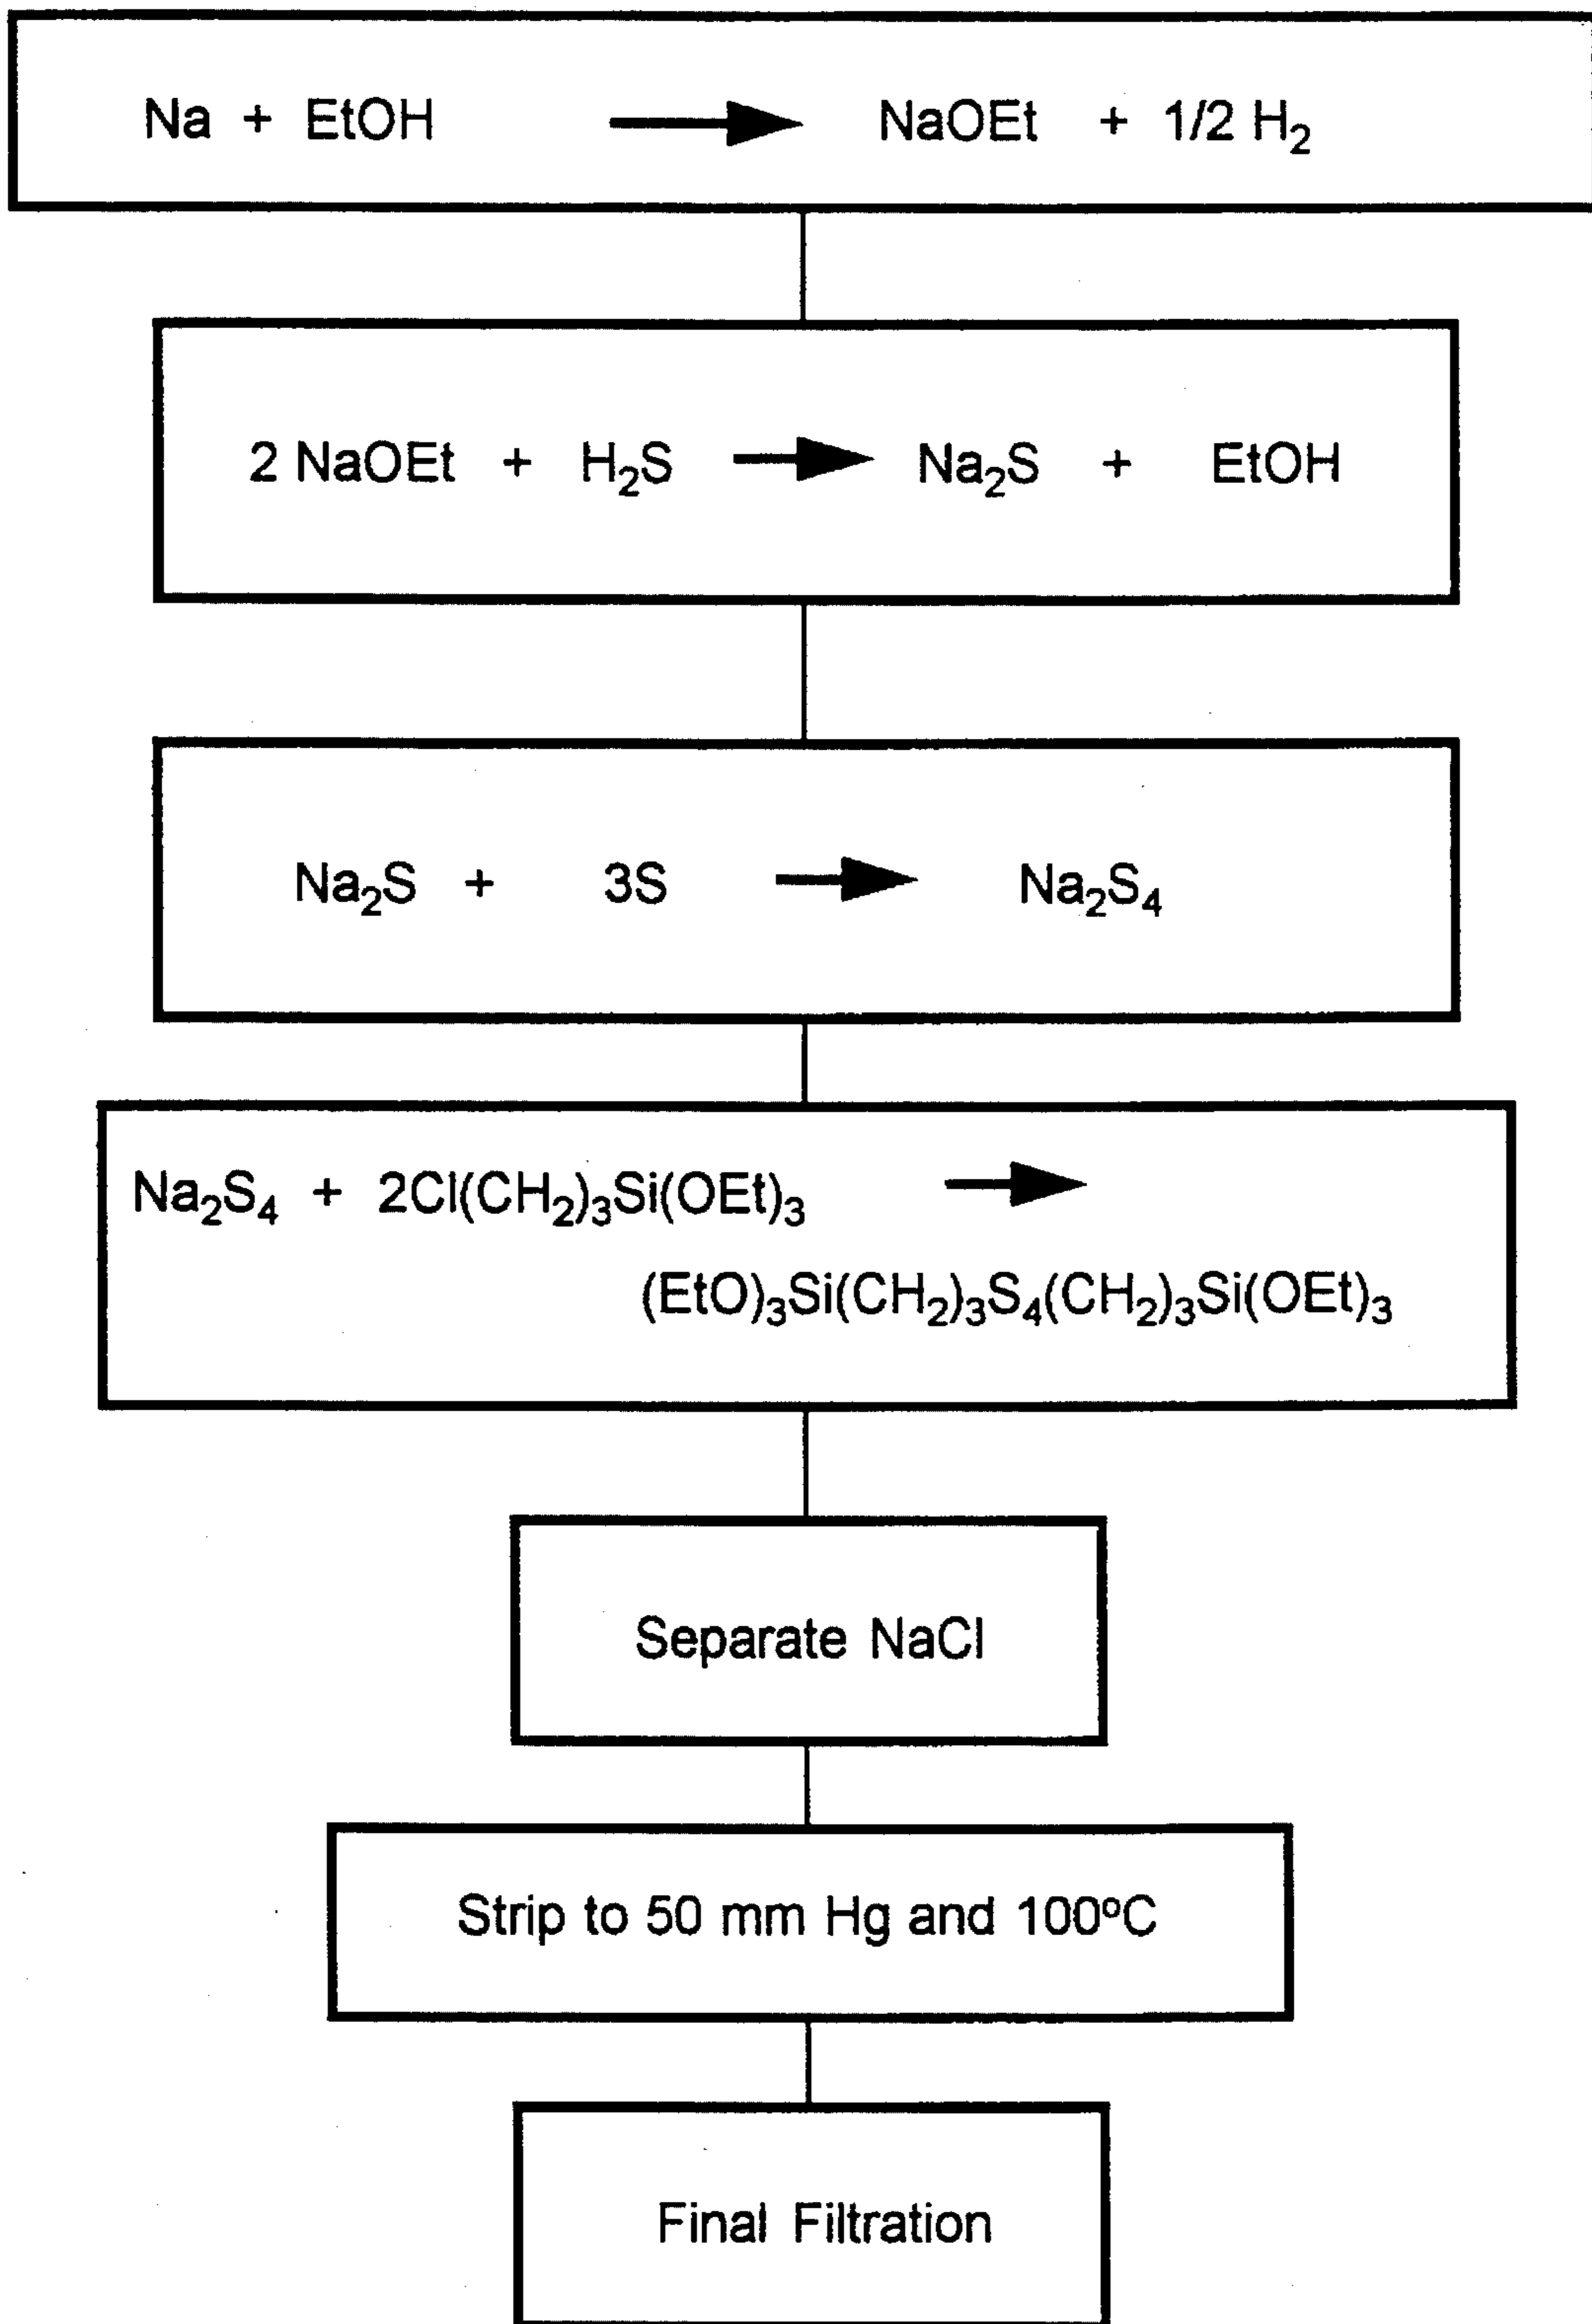 Na + EtOH → NaOEt + 1/2 H₂
2 NaOEt + H₂S → Na₂S + EtOH
Na₂S + 3S → Na₂S₄
Na₂S₄ + 2Cl(CH₂)₃Si(OEt)₃ →
(EtO)₃Si(CH₂)₃S₄(CH₂)₃Si(OEt)₃
Separate NaCl
Strip to 50 mm Hg and 100°C
Final Filtration